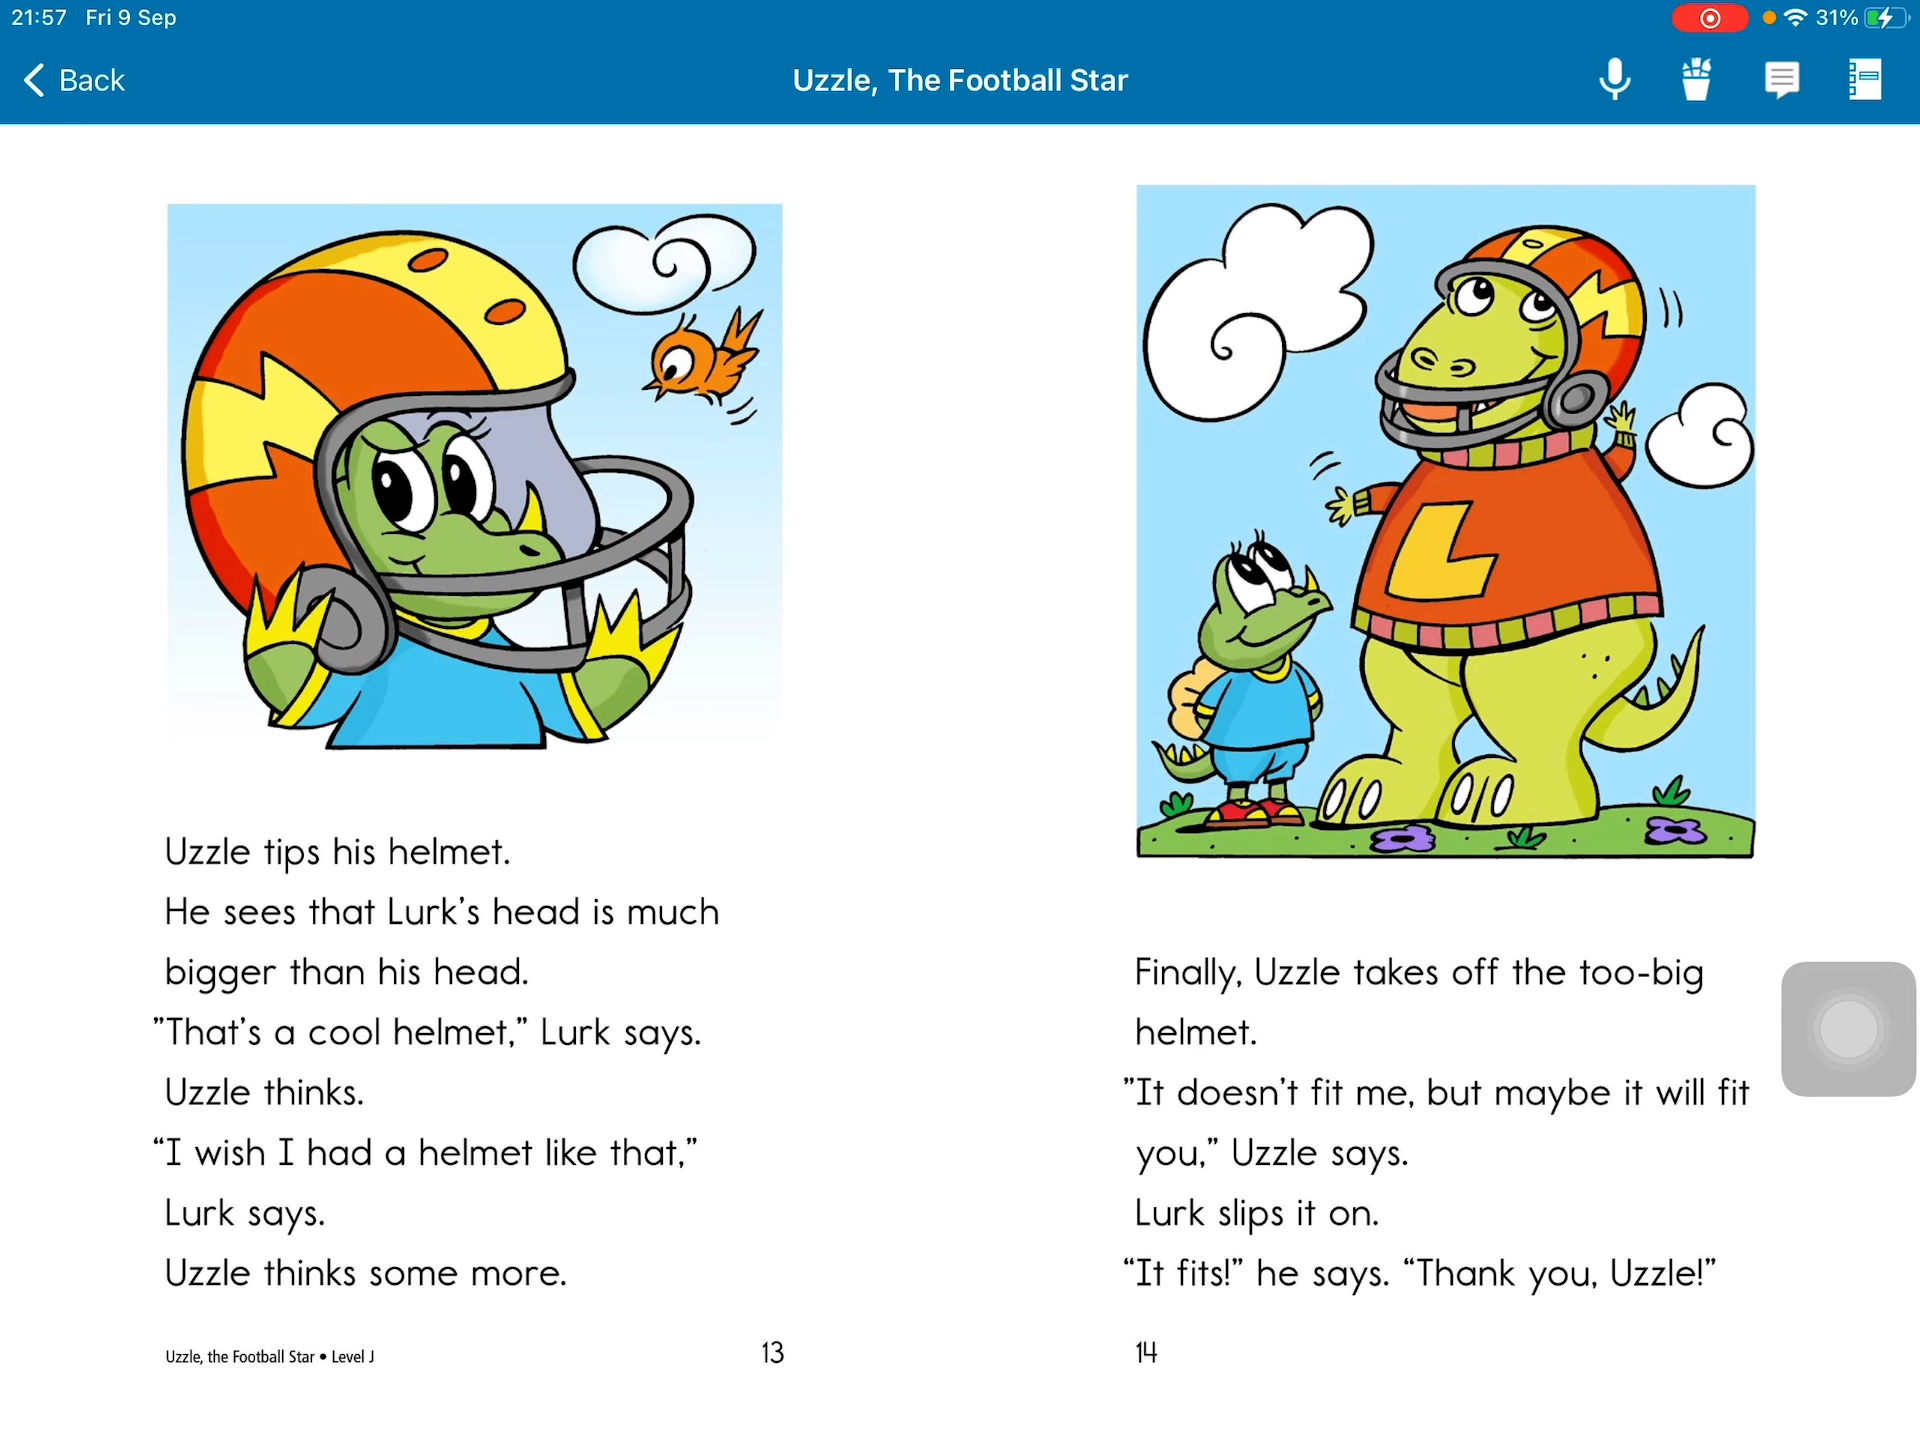 21:57 Fri 9 Sep
31%
Back
Uzzle, The Football Star
Uzzle tips his helmet.
He sees that Lurk’s head is much
bigger than his head.
”That’s a cool helmet,” Lurk says.
Uzzle thinks.
“I wish I had a helmet like that,”
Lurk says.
Uzzle thinks some more.
Uzzle, the Football Star • Level J
13
L
Finally, Uzzle takes off the too-big
helmet.
”It doesn’t fit me, but maybe it will fit
you,” Uzzle says.
Lurk slips it on.
“It fits!” he says. “Thank you, Uzzle!”
14